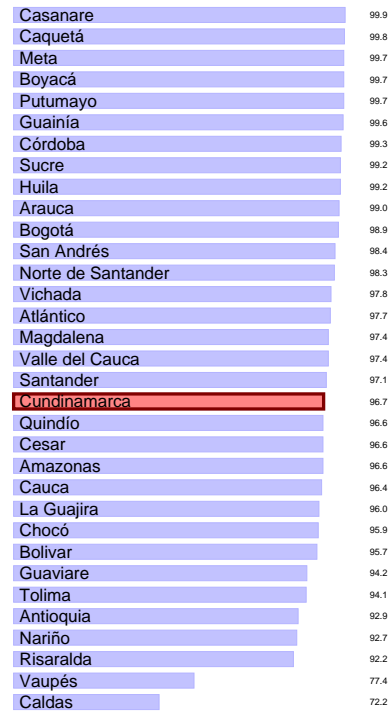 Casanare 99.9
Caquetá 99.8
Meta 99.7
Boyacá 99.7
Putumayo 99.7
Guainía 99.6
Córdoba 99.3
Sucre 99.2
Huila 99.2
Arauca 99.0
Bogotá 98.9
San Andrés 98.4
Norte de Santander 98.3
Vichada 97.8
Atlántico 97.7
Magdalena 97.4
Valle del Cauca 97.4
Santander 97.1
Cundinamarca 96.7
Quindío 96.6
Cesar 96.6
Amazonas 96.6
Cauca 96.4
La Guajira 96.0
Chocó 95.9
Bolivar 95.7
Guaviare 94.2
Tolima 94.1
Antioquia 92.9
Nariño 92.7
Risaralda 92.2
Vaupés 77.4
Caldas 72.2